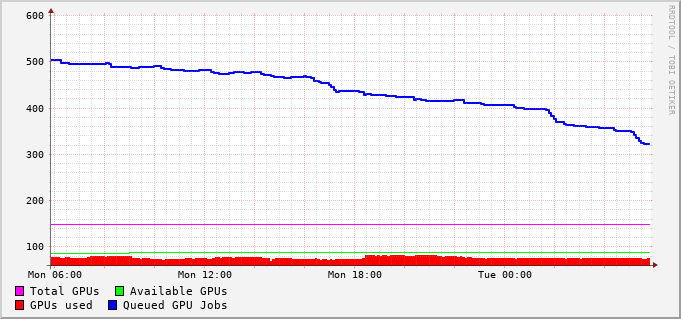 600
500
400
300
200
100
Mon 06:00 Mon 12:00 Mon 18:00 Tue 00:00
Total GPUs Available GPUs
GPUs used Queued GPU Jobs
RRDTOOL / TOBI OETIKER